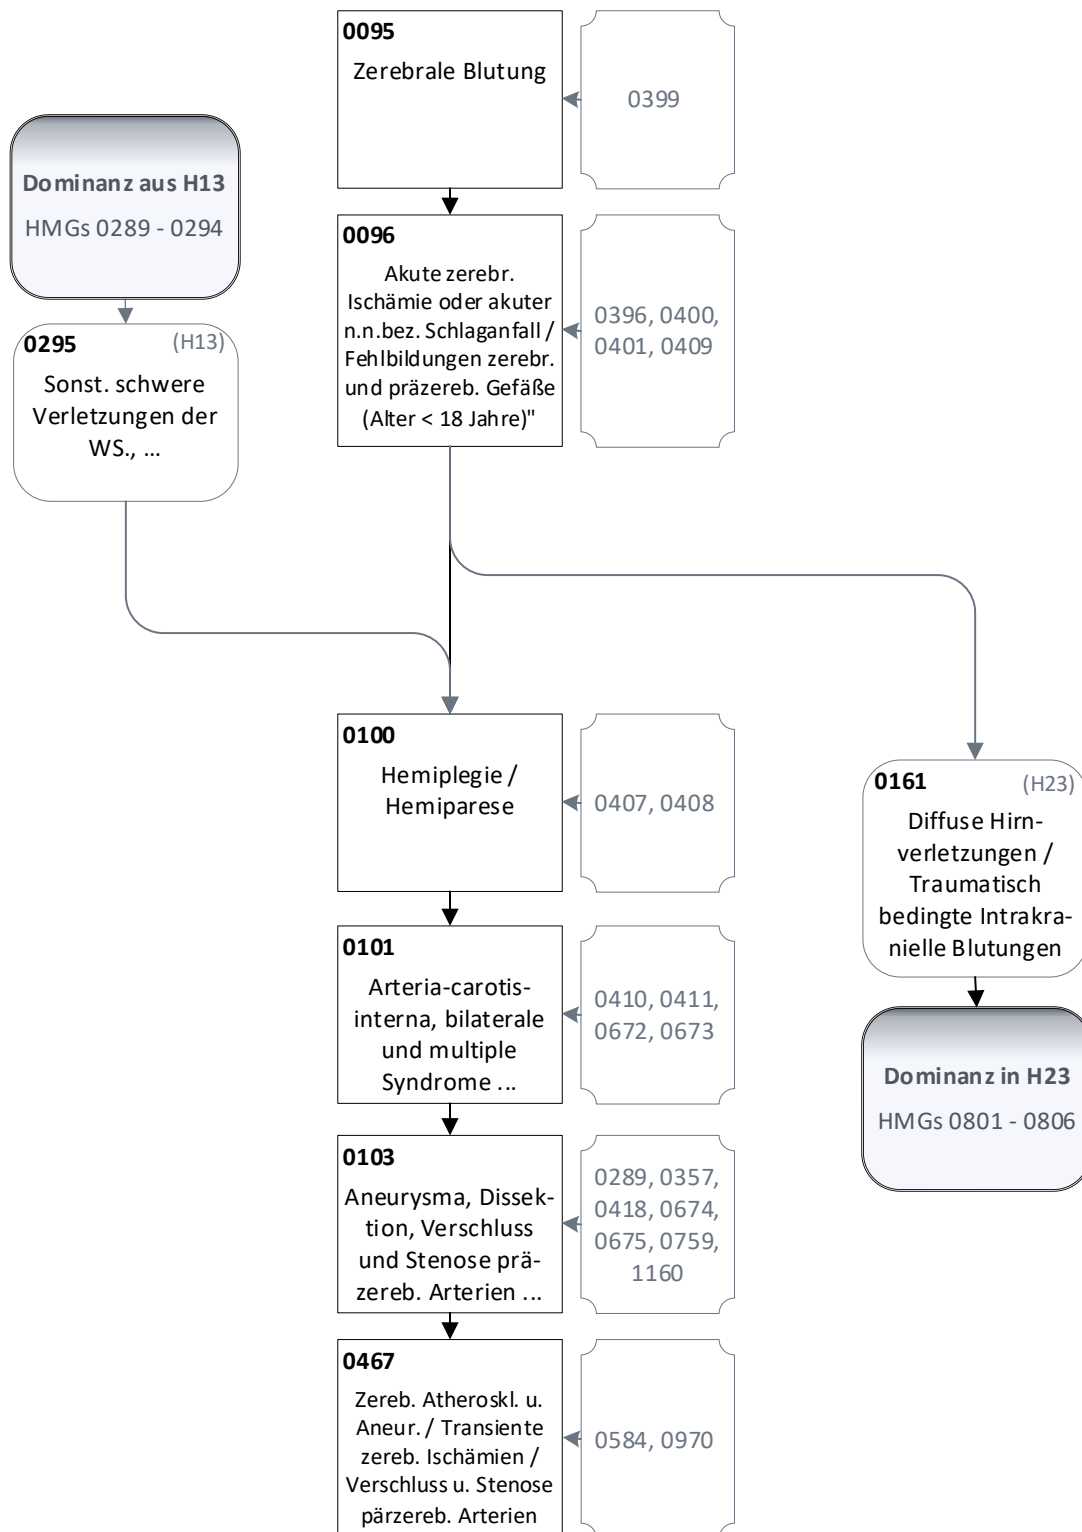 0095
Zerebrale Blutung
0399
Dominanz aus H13
HMGs 0289 - 0294
0096
Akute zerebr.
Ischämie oder akuter
n.n.bez. Schlaganfall /
Fehlbildungen zerebr.
und präzereb. Gefäße
(Alter < 18 Jahre)"
0396, 0400,
0401, 0409
0295 (H13)
Sonst. schwere
Verletzungen der
WS., ...
0100
Hemiplegie /
Hemiparese
0407, 0408
0161 (H23)
Diffuse Hirn-
verletzungen /
Traumatisch
bedingte Intrakra-
nielle Blutungen
0101
Arteria-carotis-
interna, bilaterale
und multiple
Syndrome ...
0410, 0411,
0672, 0673
Dominanz in H23
HMGs 0801 - 0806
0103
Aneurysma, Dissek-
tion, Verschluss
und Stenose prä-
zereb. Arterien ...
0289, 0357,
0418, 0674,
0675, 0759,
1160
0467
Zereb. Atheroskl. u.
Aneur. / Transiente
zereb. Ischämien /
Verschluss u. Stenose
pärzereb. Arterien
0584, 0970